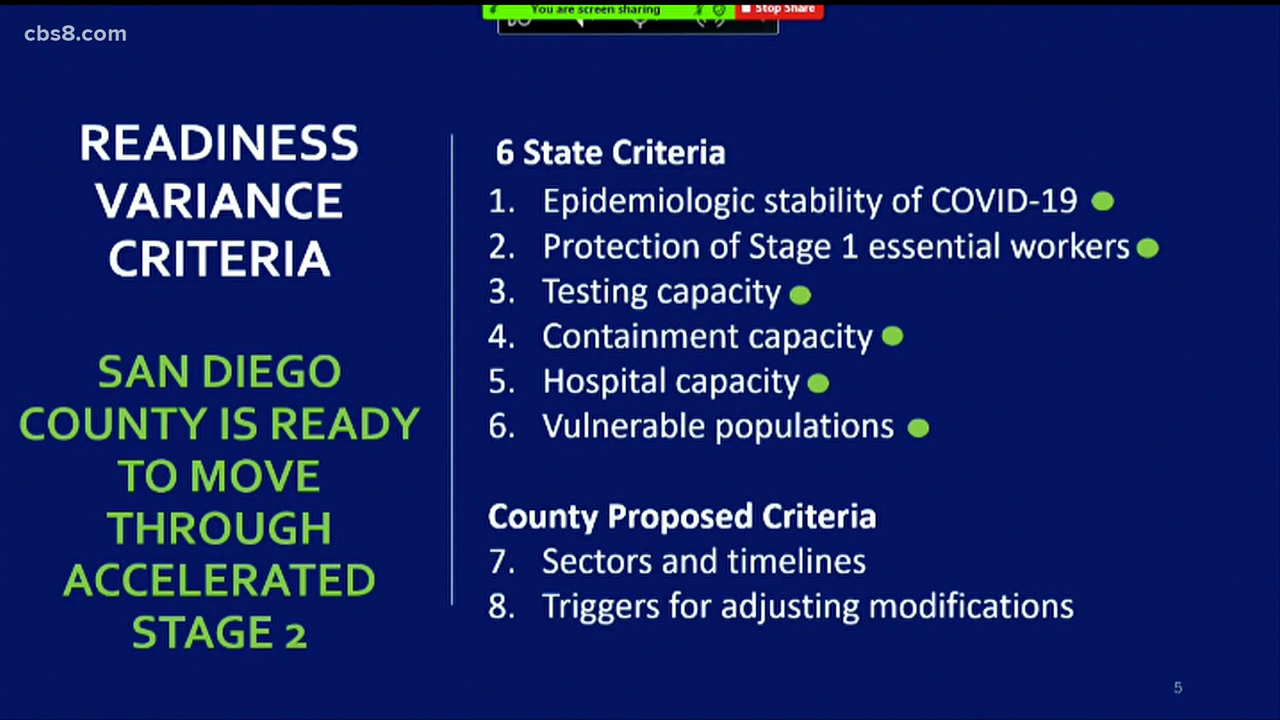 You are screen sharing
Stop Share
cbs8.com
READINESS
VARIANCE
CRITERIA
SAN DIEGO
COUNTY IS READY
TO MOVE
THROUGH
ACCELERATED
STAGE 2
6 State Criteria
1. Epidemiologic stability of COVID-19
2. Protection of Stage 1 essential workers
3. Testing capacity
4. Containment capacity
5. Hospital capacity
6. Vulnerable populations
County Proposed Criteria
7. Sectors and timelines
8. Triggers for adjusting modifications
5